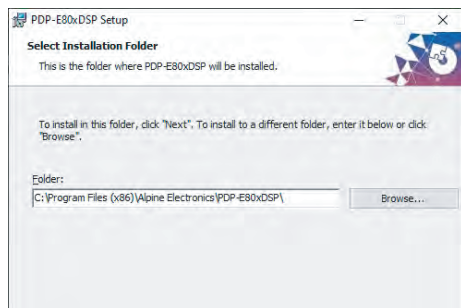 PDP-E80xDSP Setup
Select Installation Folder
This is the folder where PDP-E80xDSP will be installed.
To install in this folder, click "Next". To install to a different folder, enter it below or click
"Browse".
Folder:
C:\Program Files (x86)\Alpine Electronics\PDP-E80xDSP\
Browse...